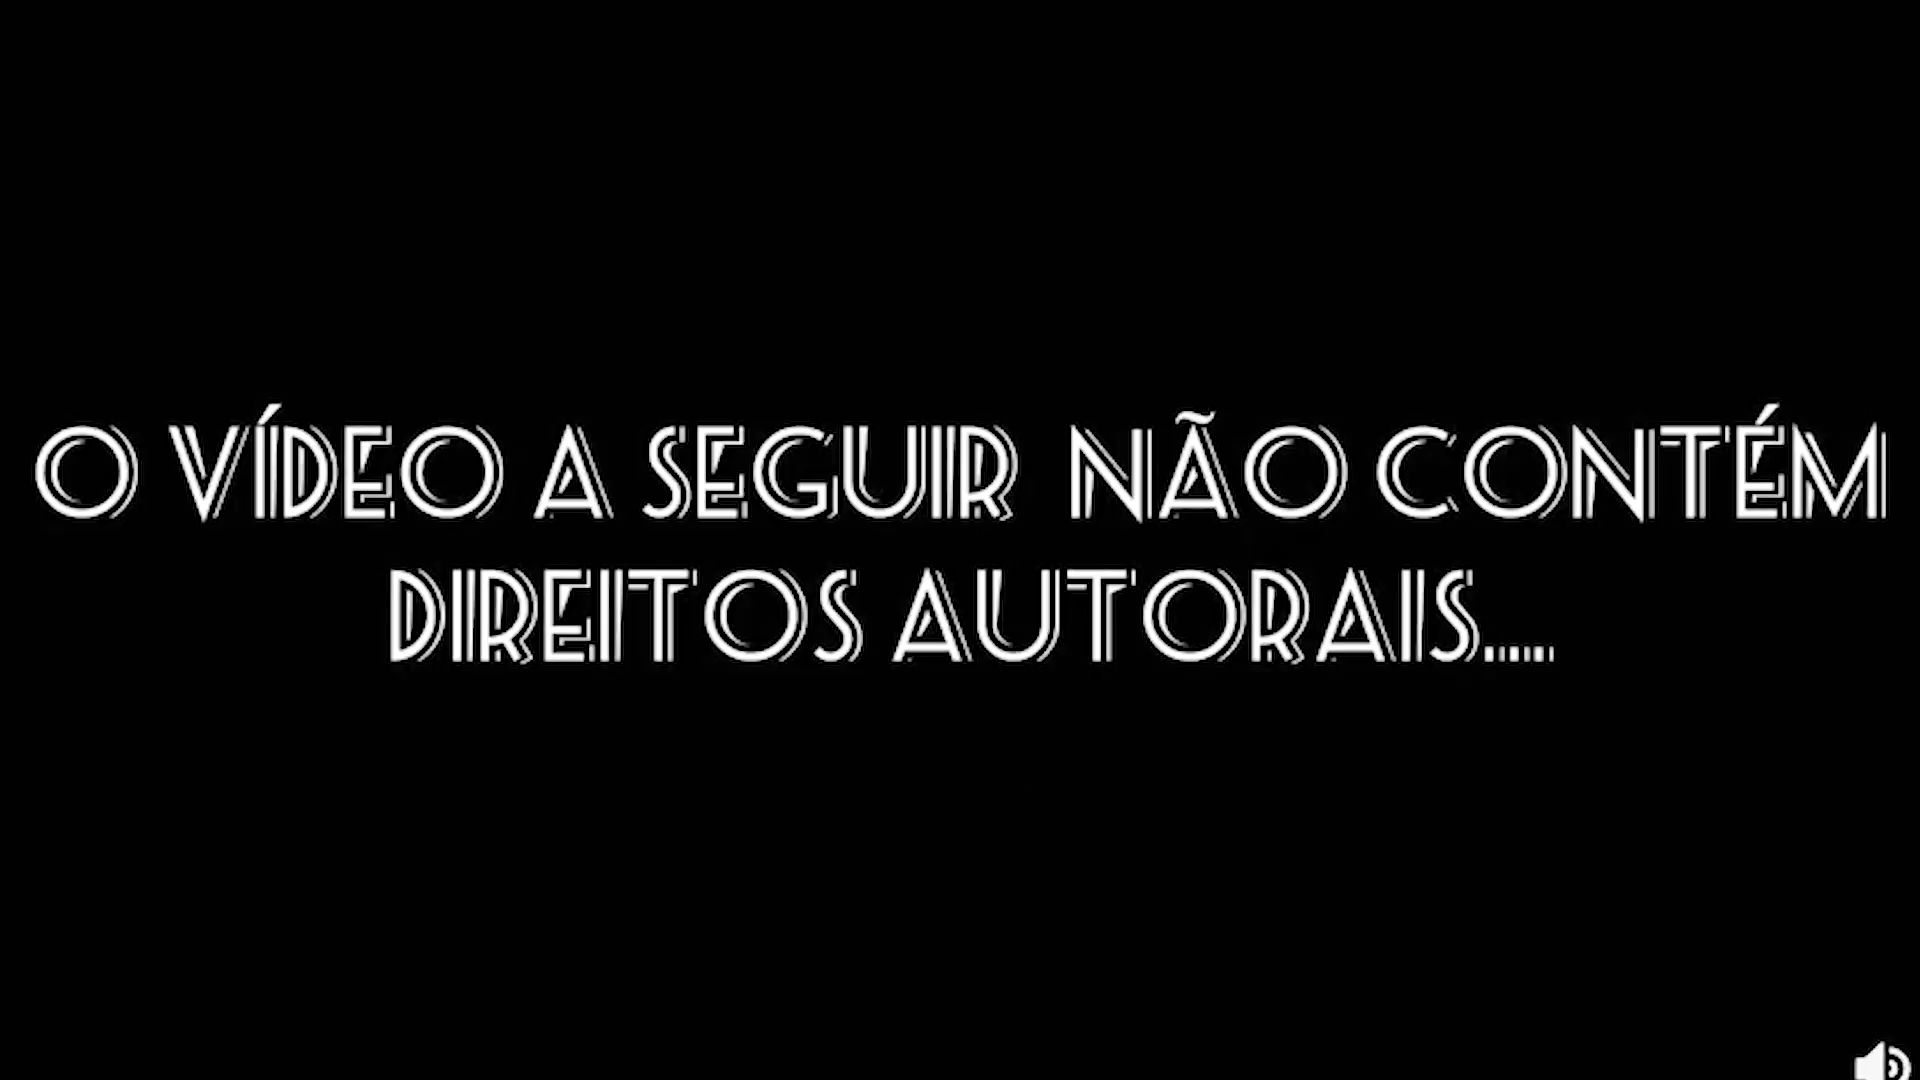 O VÍDEO A SEGUIR NÃO CONTÉM
DIREITOS AUTORAIS.....